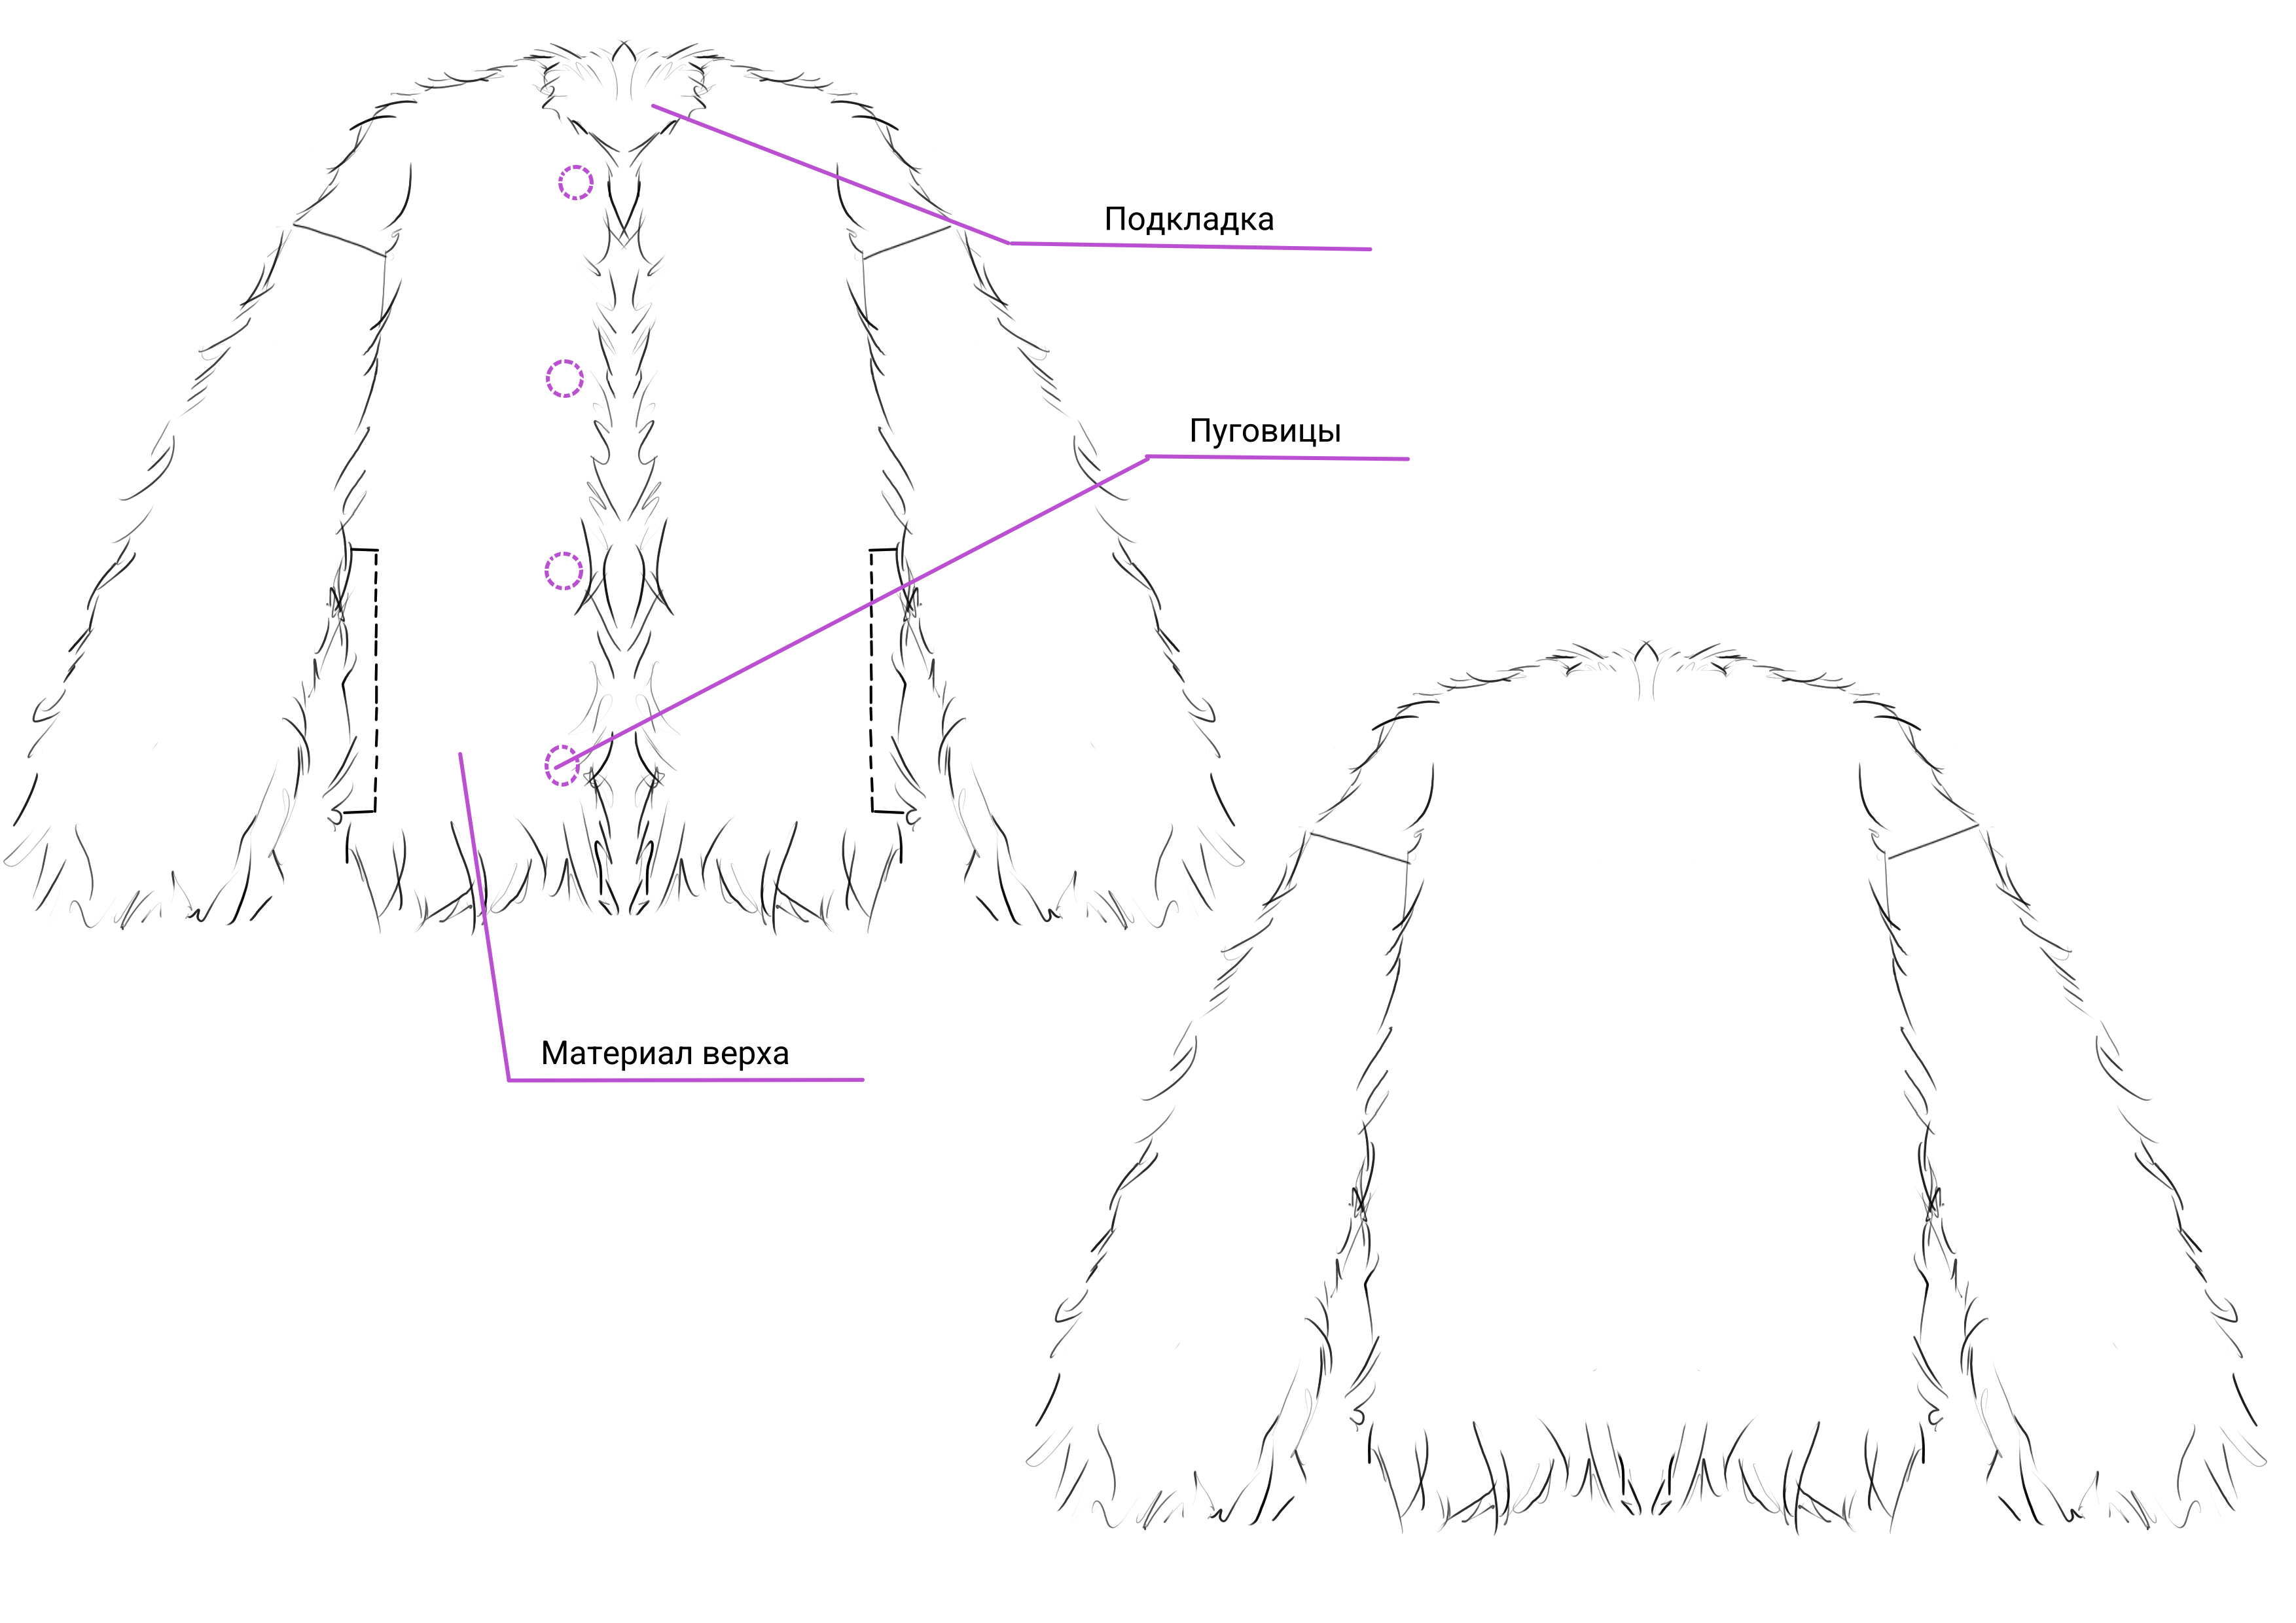 Подкладка
Пуговицы
Материал верха